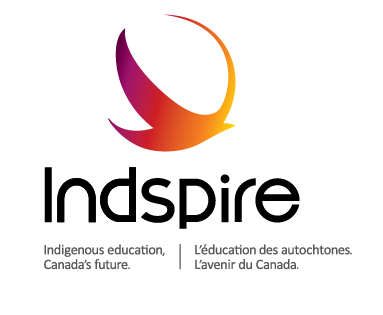 Indspire
Indigenous education,
Canada's future.
L'éducation des autochtones.
L'avenir du Canada.